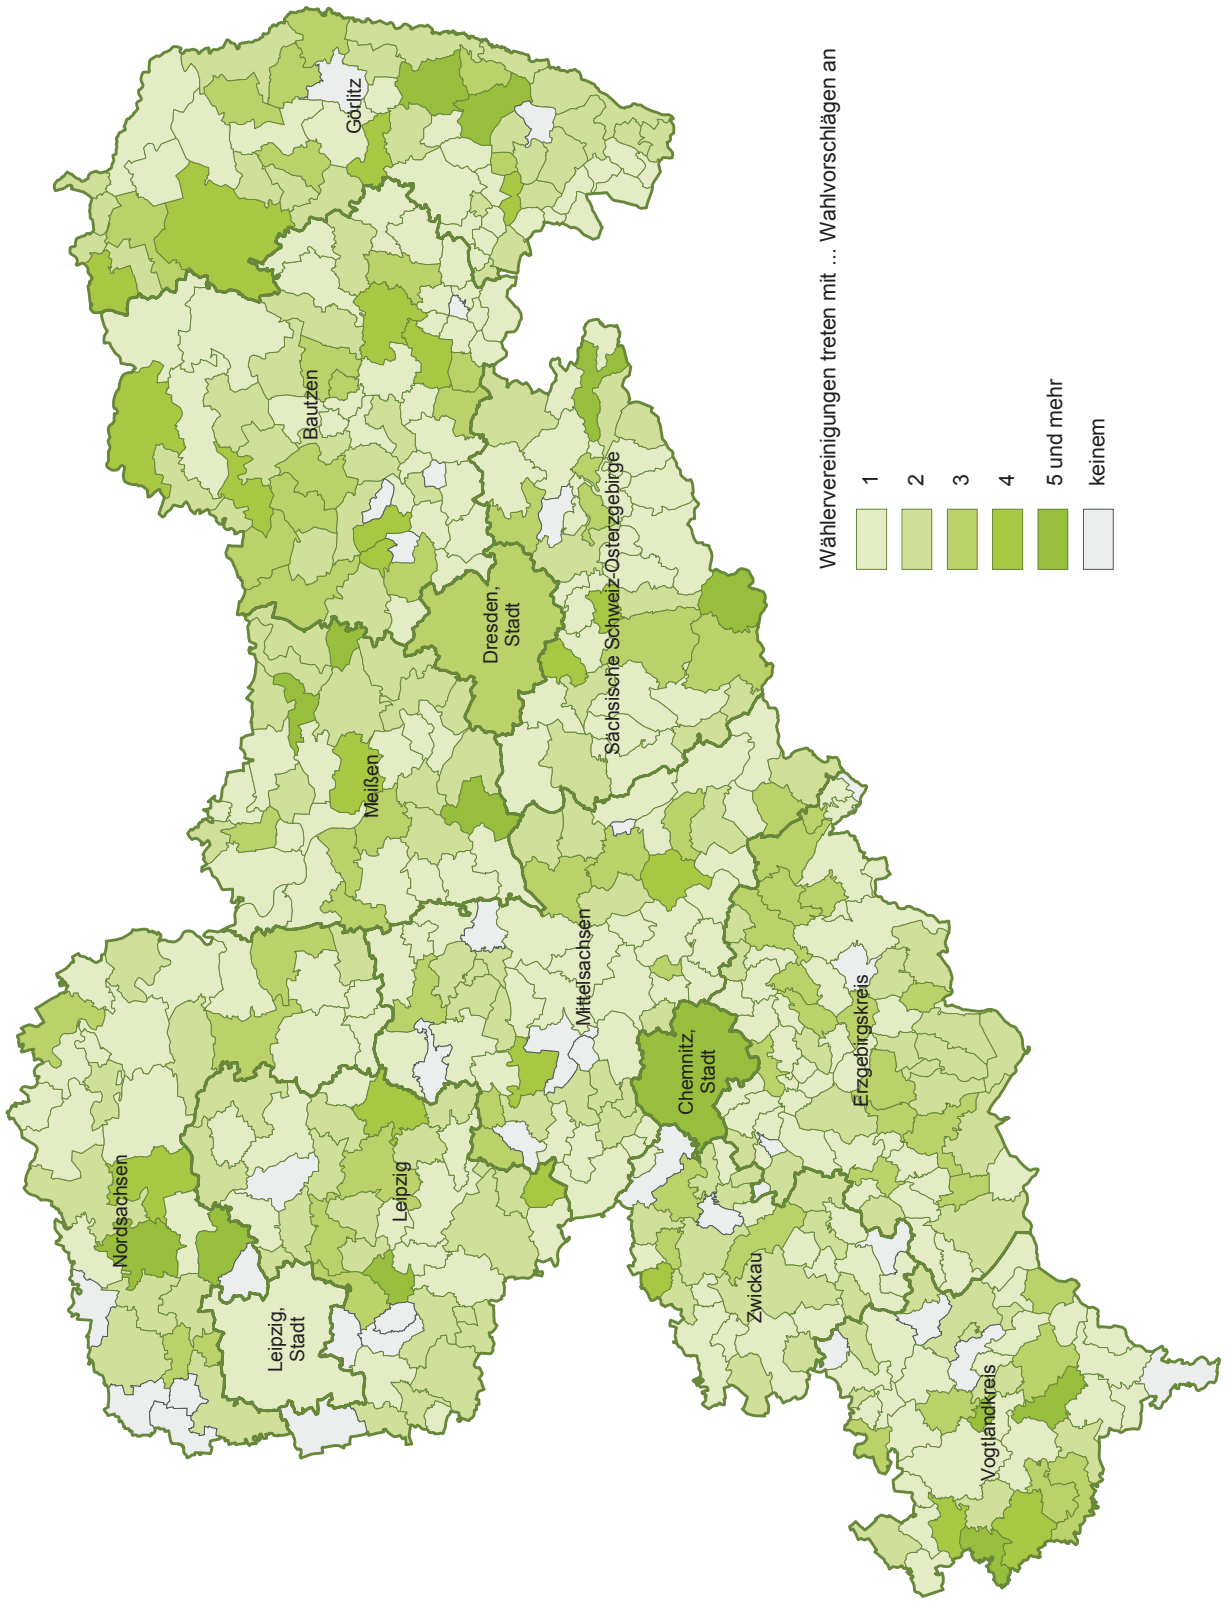 Nordsachsen
Leipzig,
Stadt
Leipzig
Meißen
Bautzen
Görlitz
Dresden,
Stadt
Sächsische Schweiz-Osterzgebirge
Mittelsachsen
Chemnitz,
Stadt
Zwickau
Erzgebirgskreis
Vogtlandkreis
Wählervereinigungen treten mit ... Wahlvorschlägen an
1
2
3
4
5 und mehr
keinem